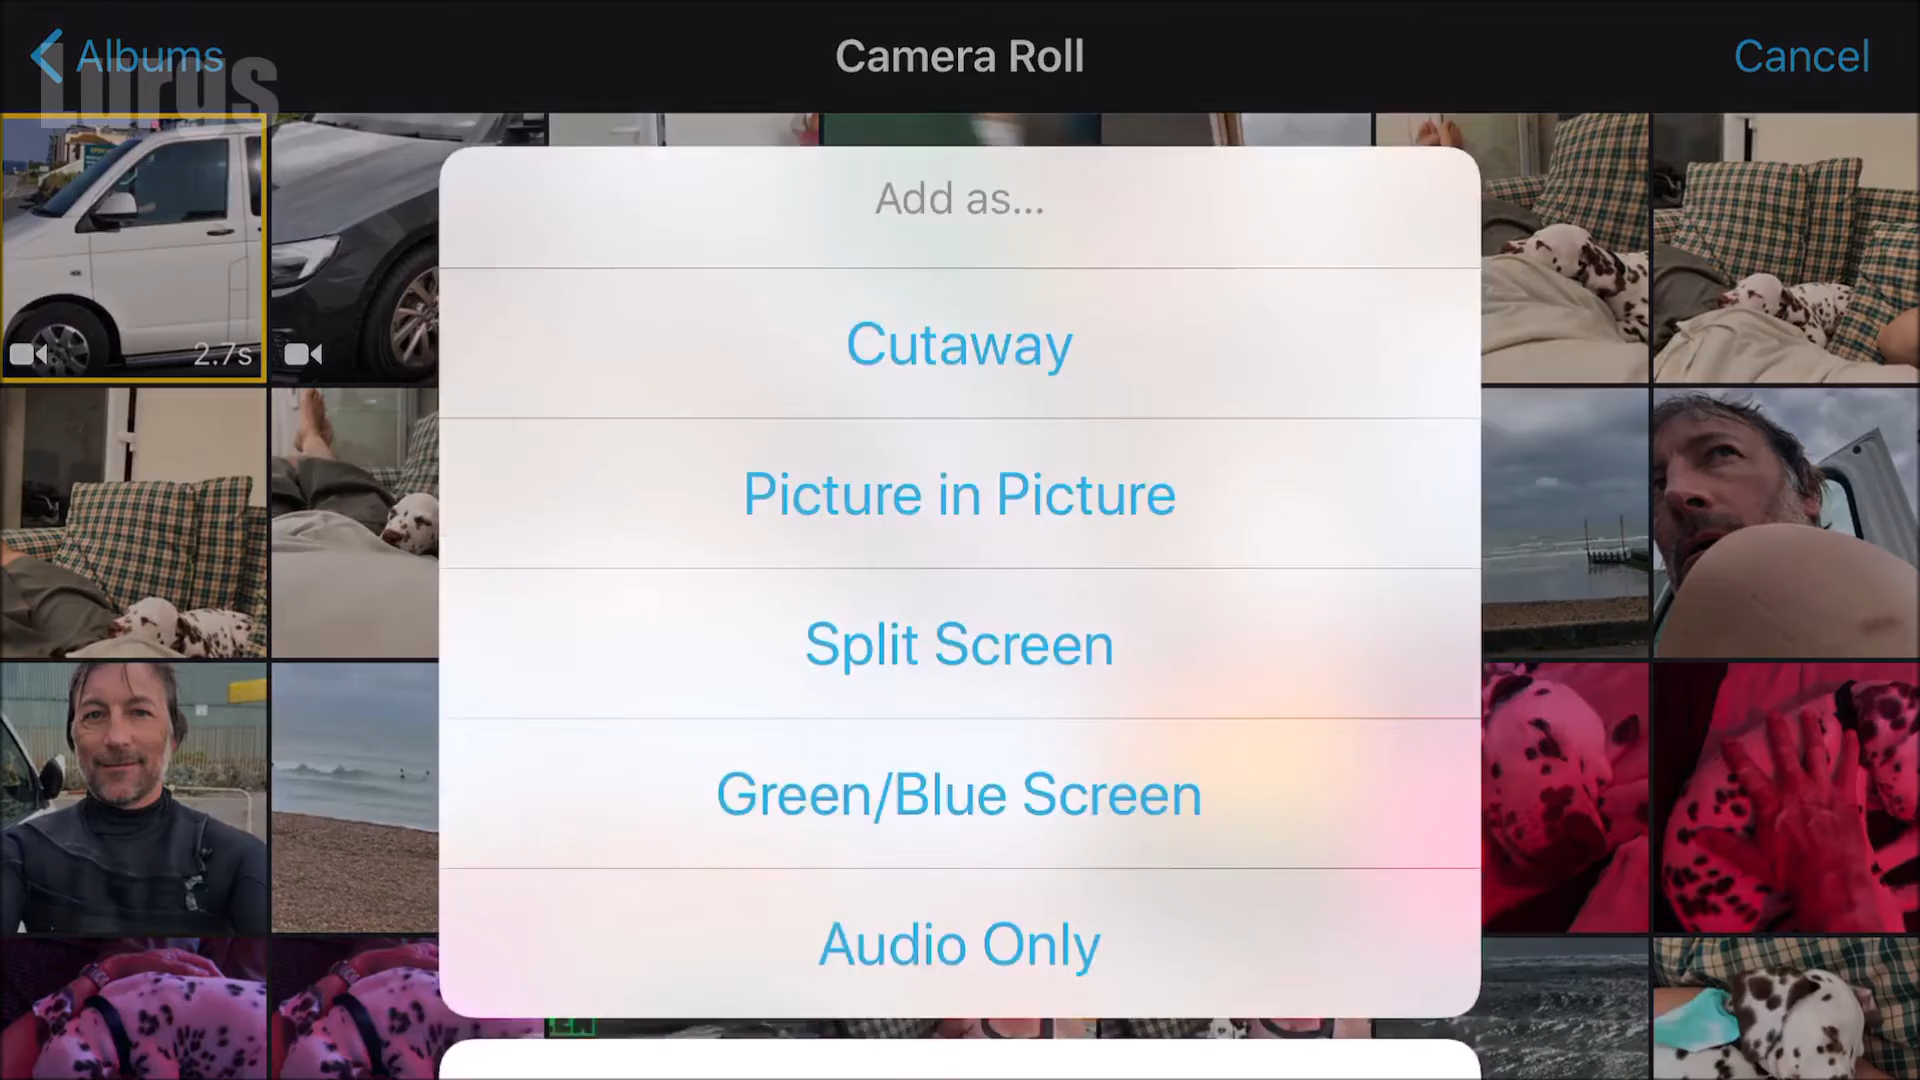 Albums
Camera Roll
Cancel
Lurus
Add as...
2.7s
Cutaway
Picture in Picture
Split Screen
Green/Blue Screen
Audio Only